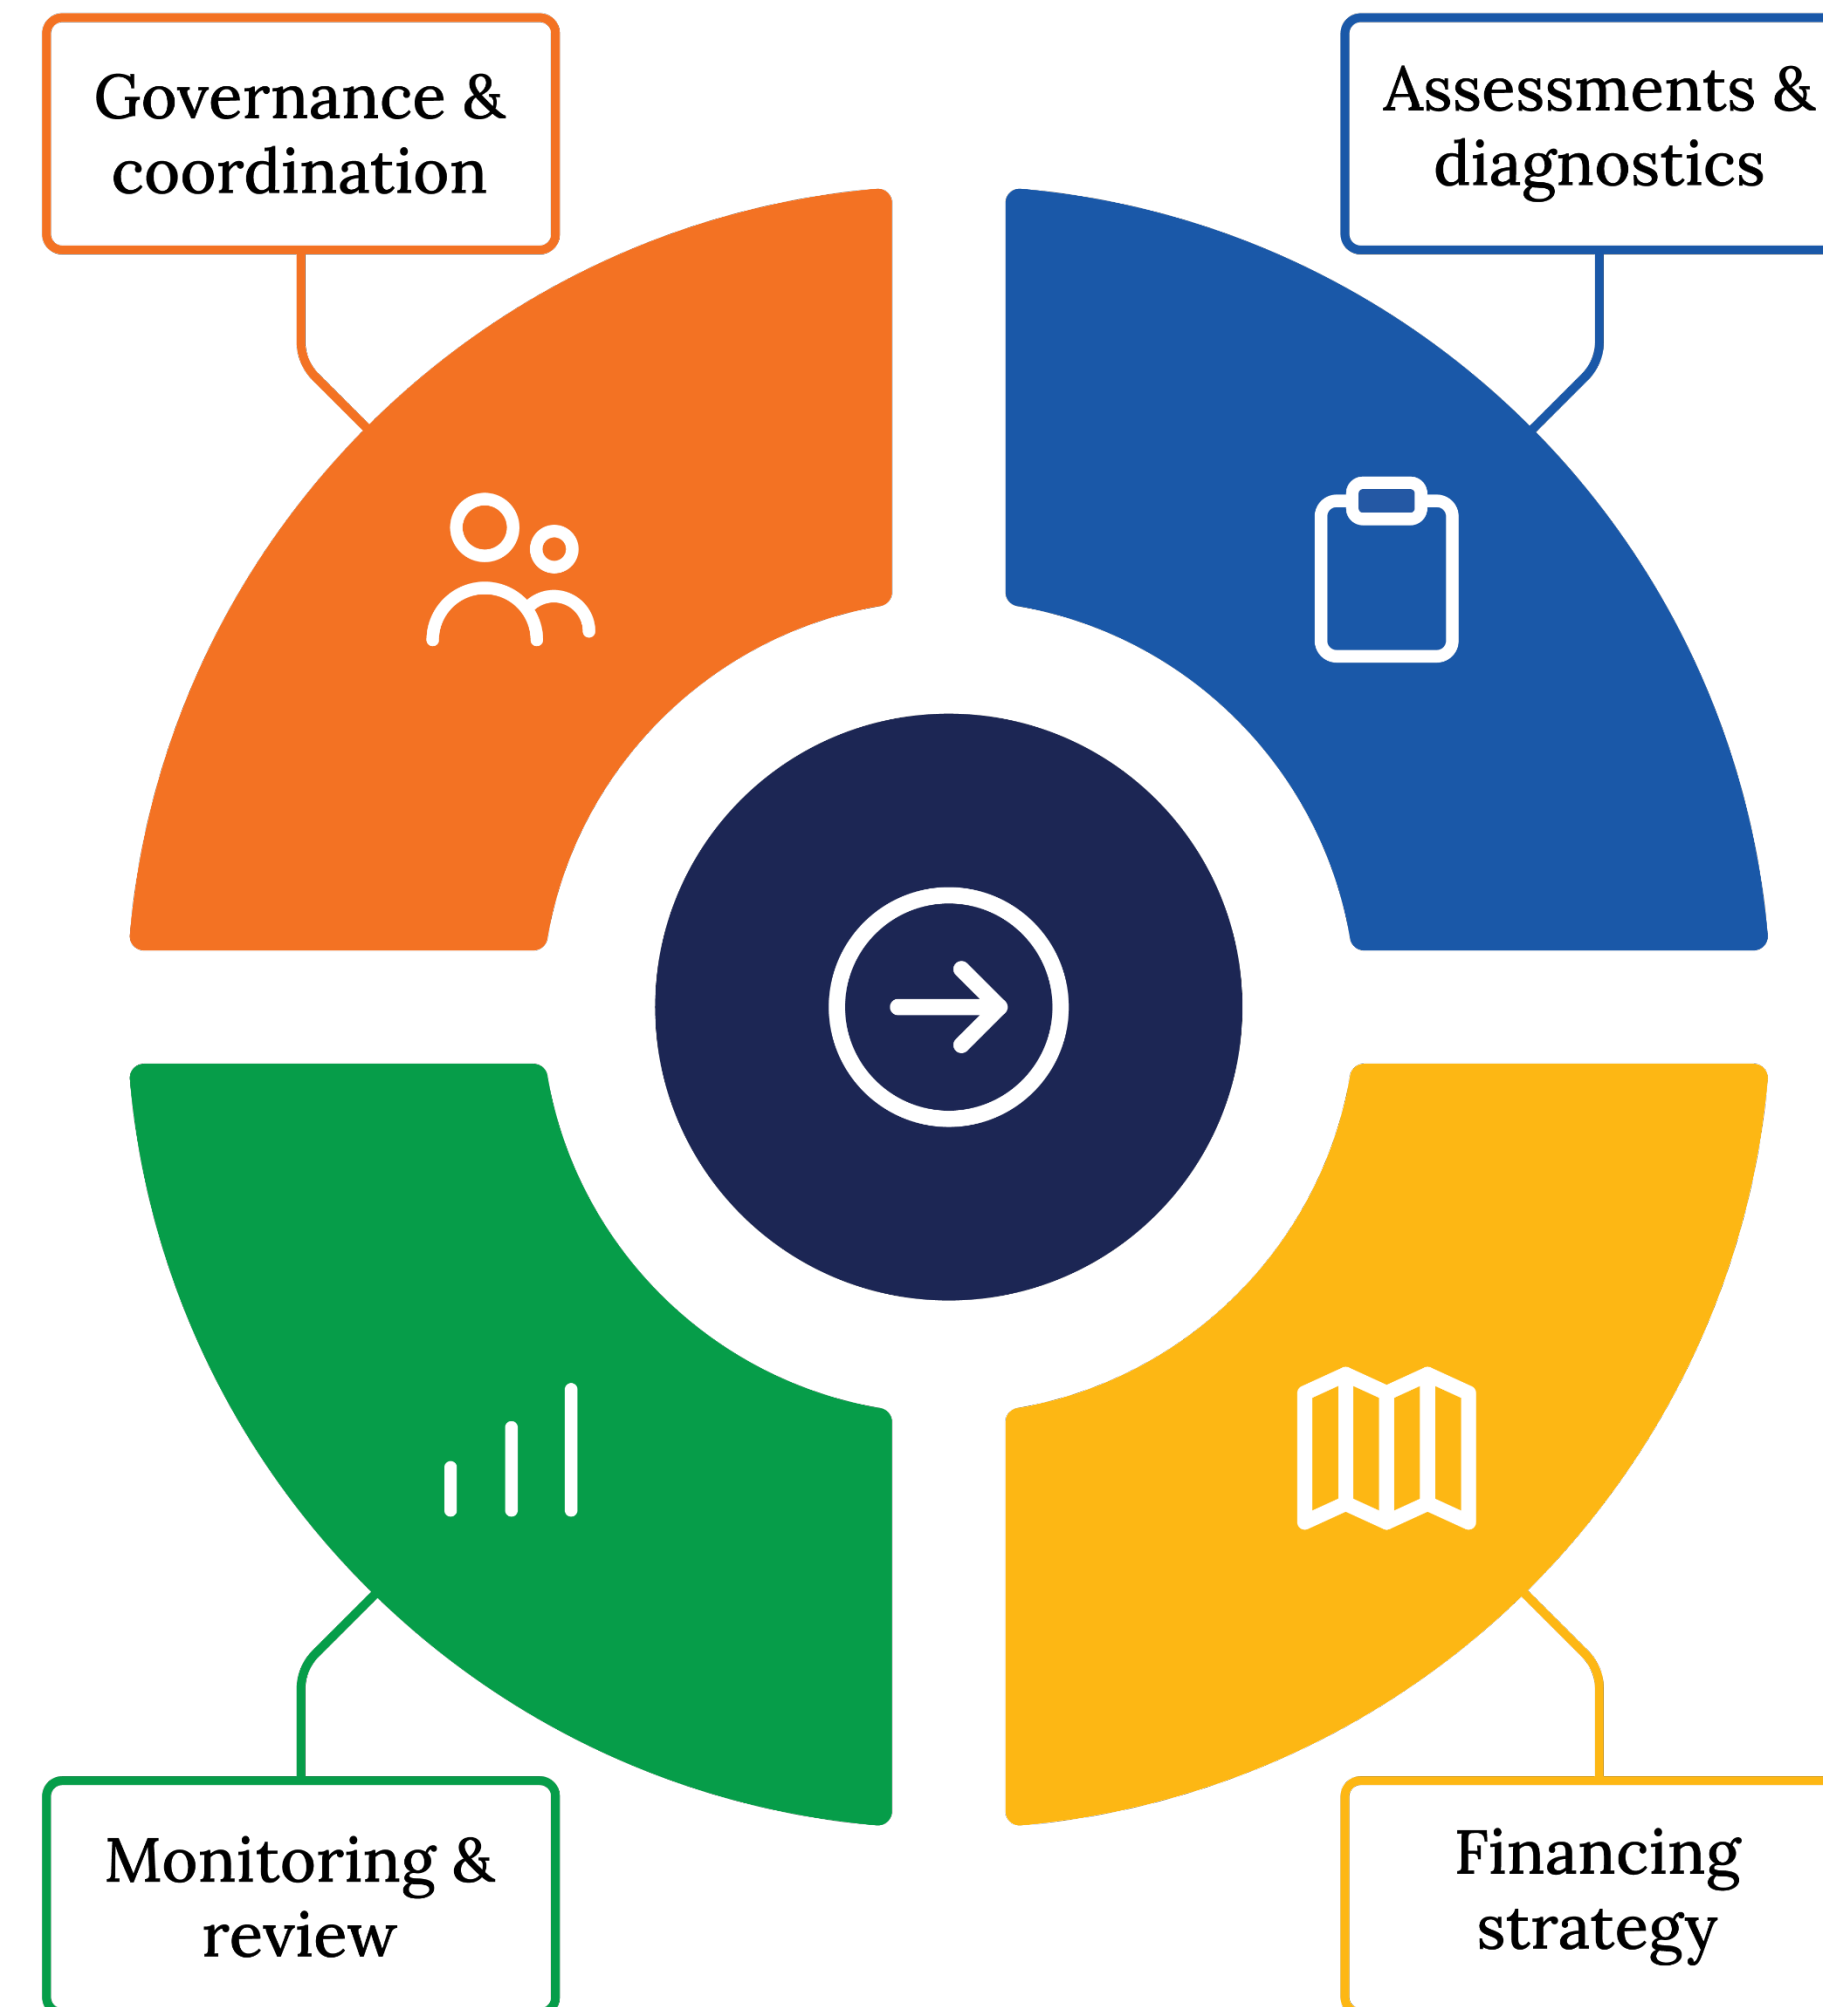 Governance &
coordination
Assessments &
diagnostics
Monitoring &
review
Financing
strategy